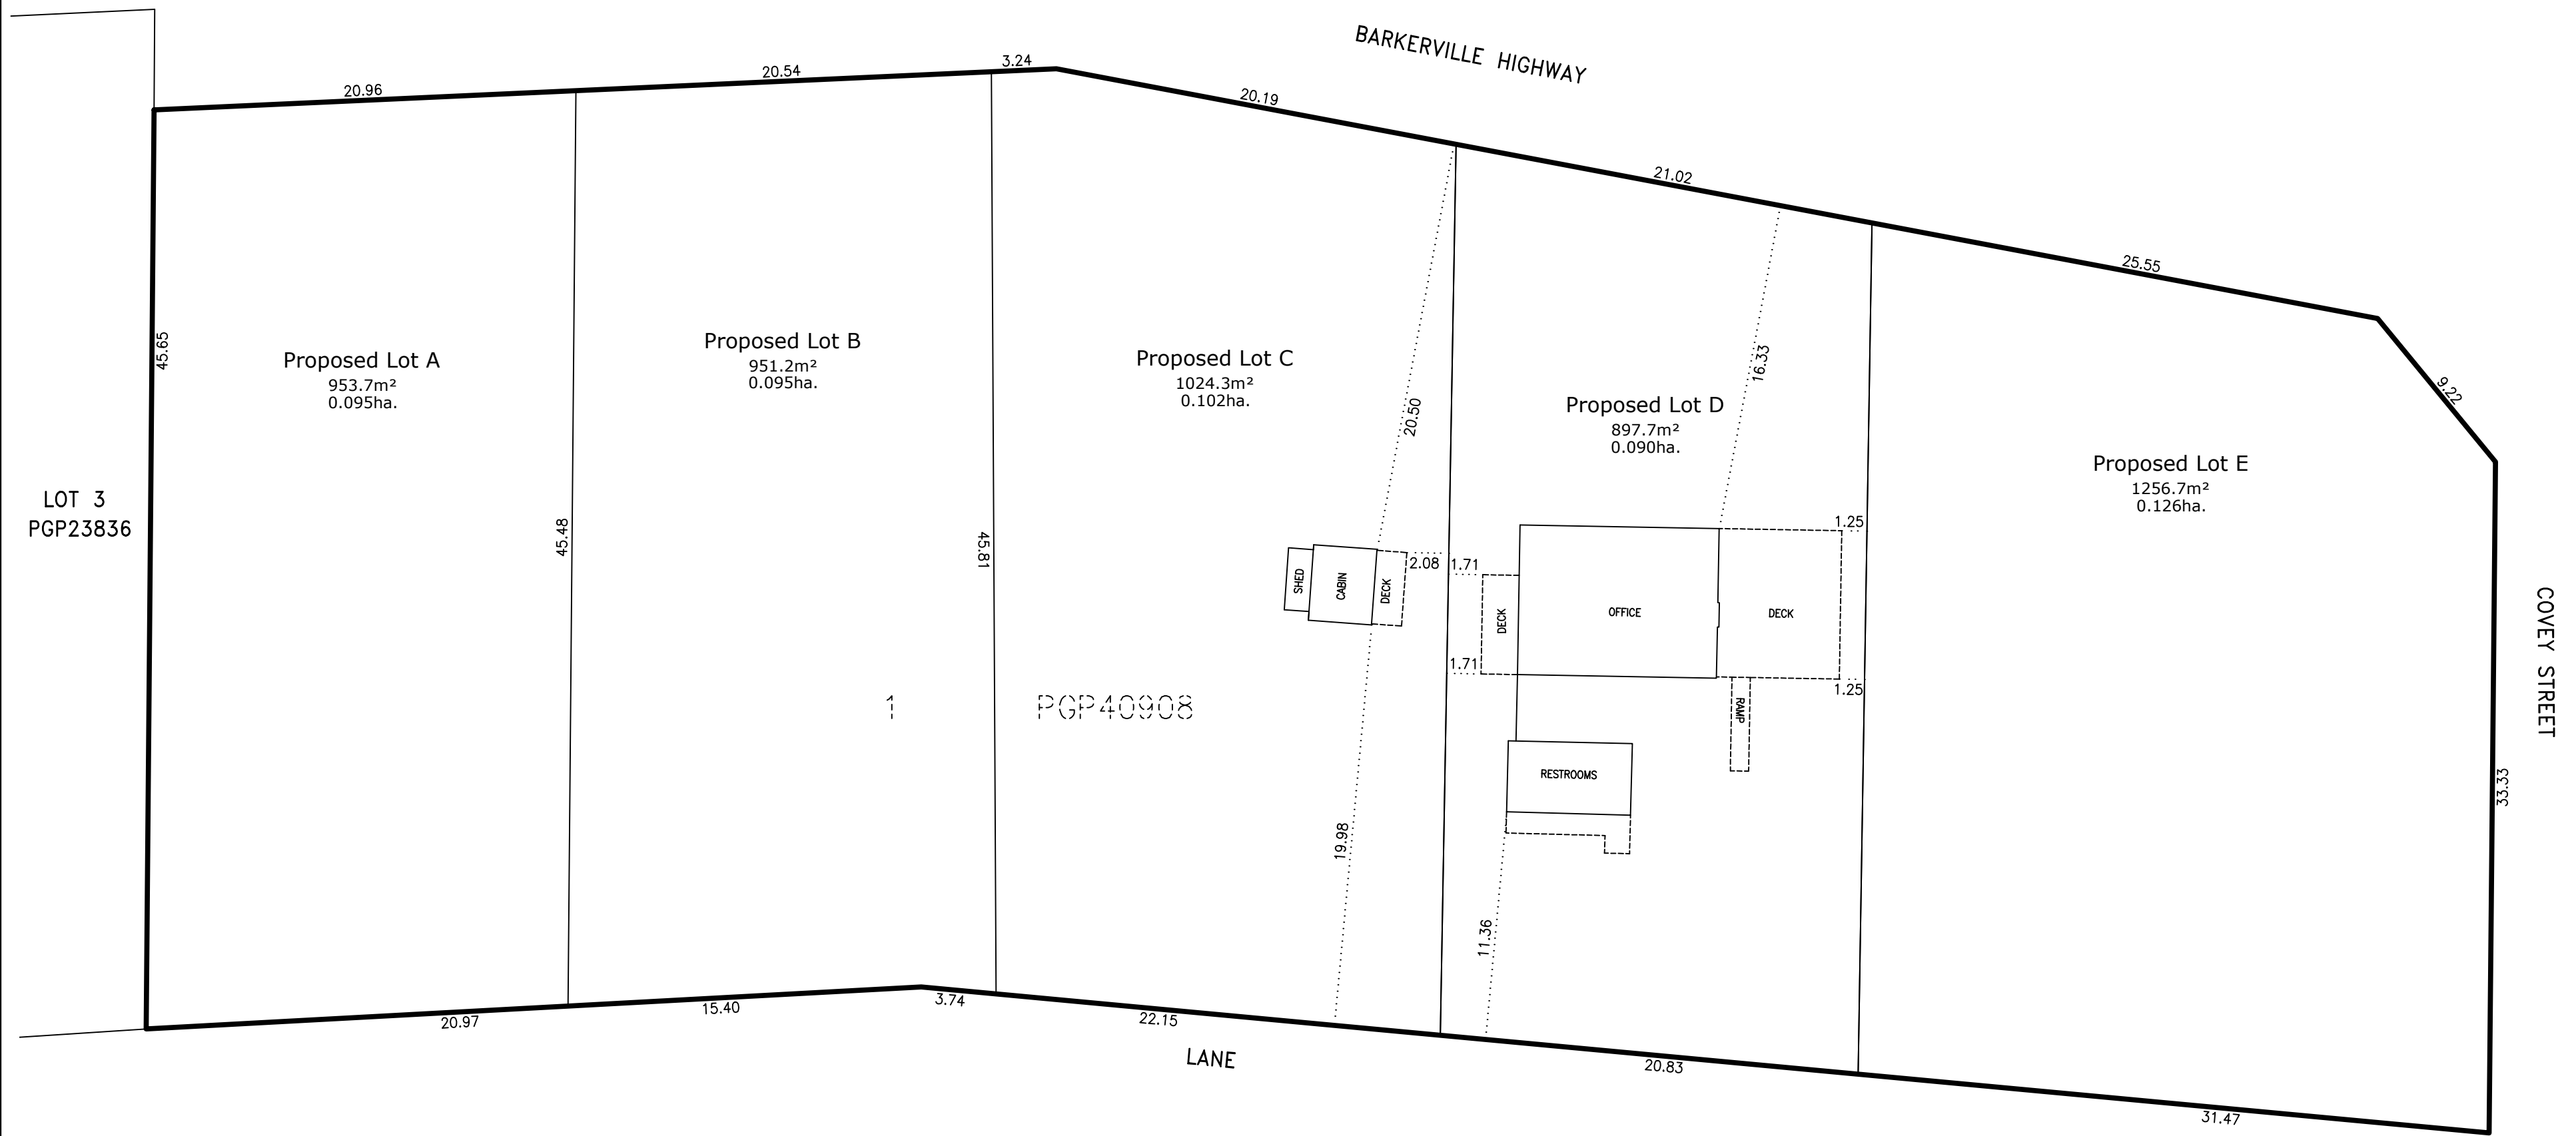 BARKERVILLE HIGHWAY
3.24
20.54
20.96
20.19
21.02
25.55
9.22
45.65
Proposed Lot A
953.7m²
0.095ha.
Proposed Lot B
951.2m²
0.095ha.
Proposed Lot C
1024.3m²
0.102ha.
Proposed Lot D
897.7m²
0.090ha.
Proposed Lot E
1256.7m²
0.126ha.
20.50
16.33
LOT 3
PGP23836
45.48
45.81
1.25
2.08
1.71
SHED
CABIN
DECK
DECK
OFFICE
DECK
1.71
1.25
COVEY STREET
1
PGP40908
RAMP
RESTROOMS
33.33
19.98
11.36
20.97
15.40
3.74
22.15
LANE
20.83
31.47